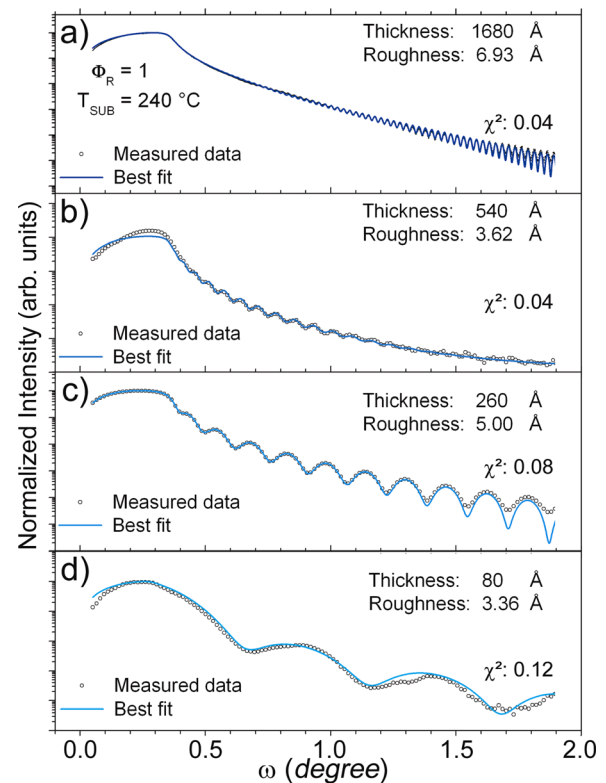 a)
Thickness: 1680 Å
Roughness: 6.93 Å
Φ_R = 1
T_SUB = 240 °C
χ²: 0.04
Measured data
Best fit
b)
Thickness: 540 Å
Roughness: 3.62 Å
χ²: 0.04
Measured data
Best fit
c)
Thickness: 260 Å
Roughness: 5.00 Å
χ²: 0.08
Measured data
Best fit
d)
Thickness: 80 Å
Roughness: 3.36 Å
χ²: 0.12
Measured data
Best fit
Normalized Intensity (arb. units)
0.0 0.5 1.0 1.5 2.0
ω (degree)